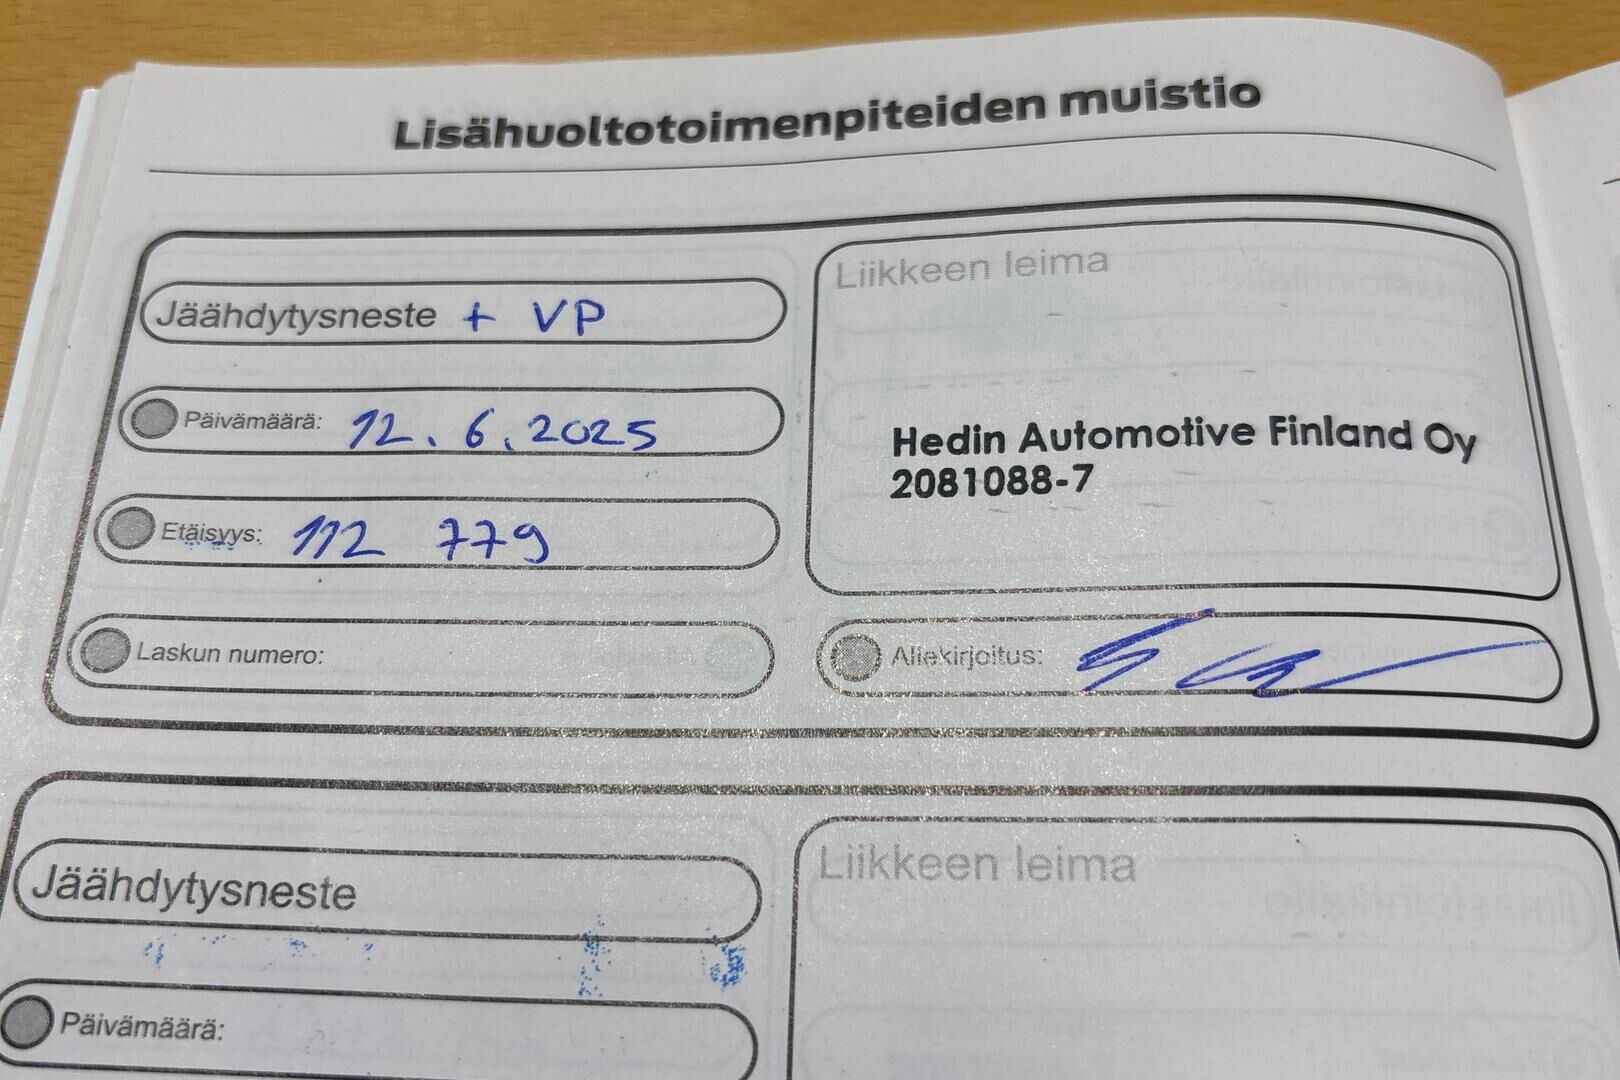 Lisähuoltotoimenpiteiden muistio
Jäähdytysneste + VP
Päivämäärä: 12.6.2025
Etäisyys: 112 779
Laskun numero:
Liikkeen leima
Hedin Automotive Finland Oy
2081088-7
Allekirjoitus:
Jäähdytysneste
Päivämäärä:
Liikkeen leima